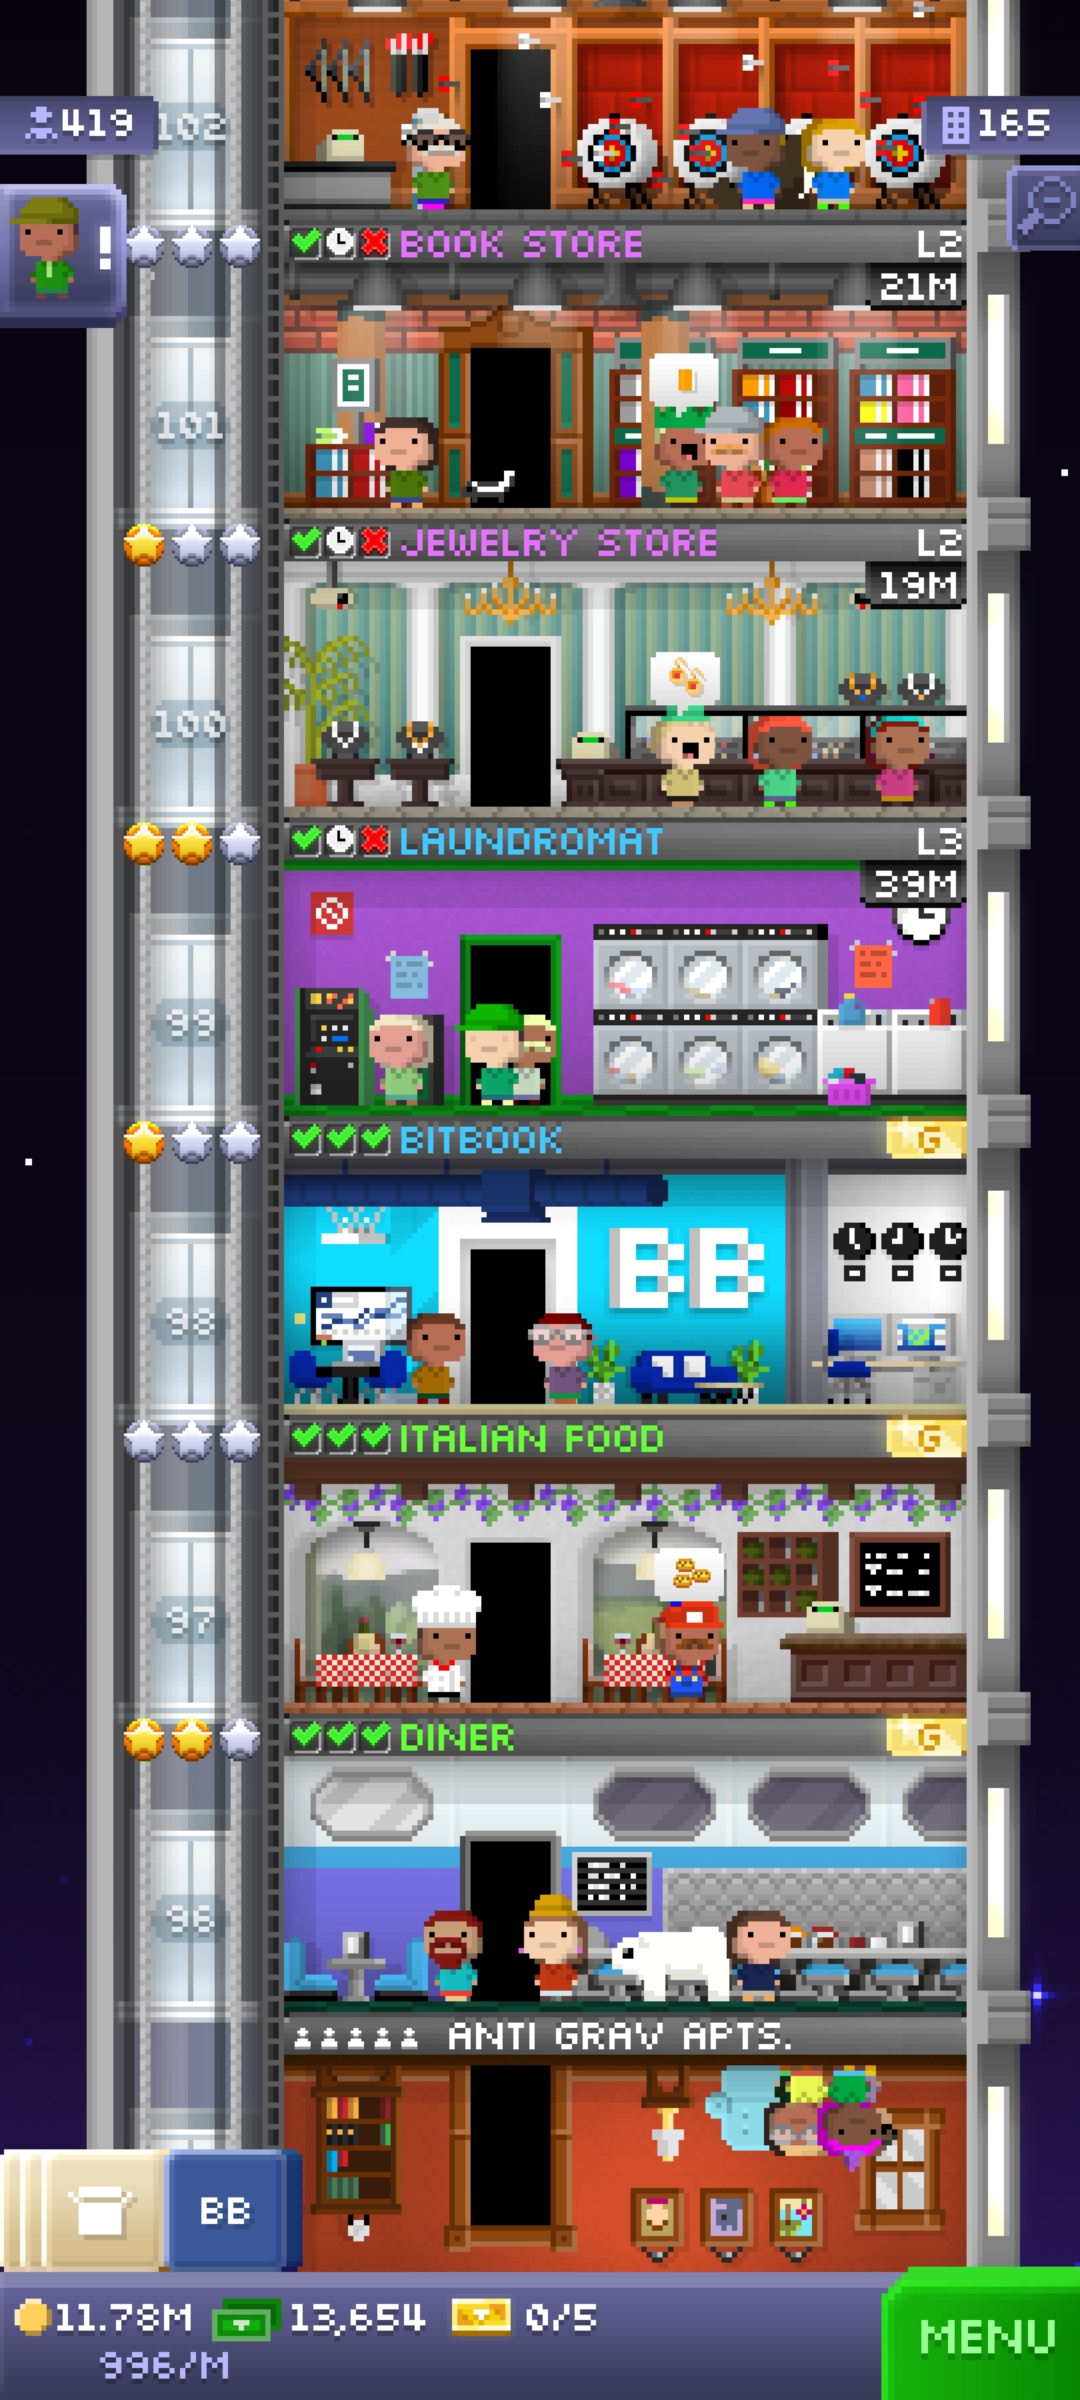 419
102
165
!
BOOK STORE L2
21M
101
JEWELRY STORE L2
19M
100
LAUNDROMAT L3
39M
99
BITBOOK G
BB
98
ITALIAN FOOD G
97
DINER G
96
ANTI GRAV APTS.
BB
11.78M 13,654 0/5
996/M
MENU